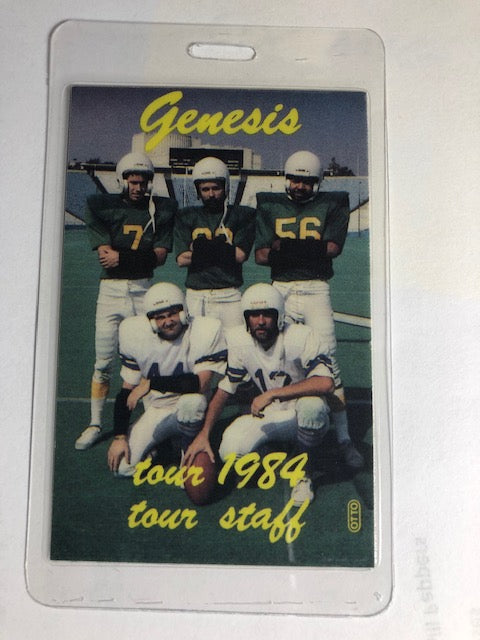 Genesis
7
56
tour 1984
tour staff
OTTO